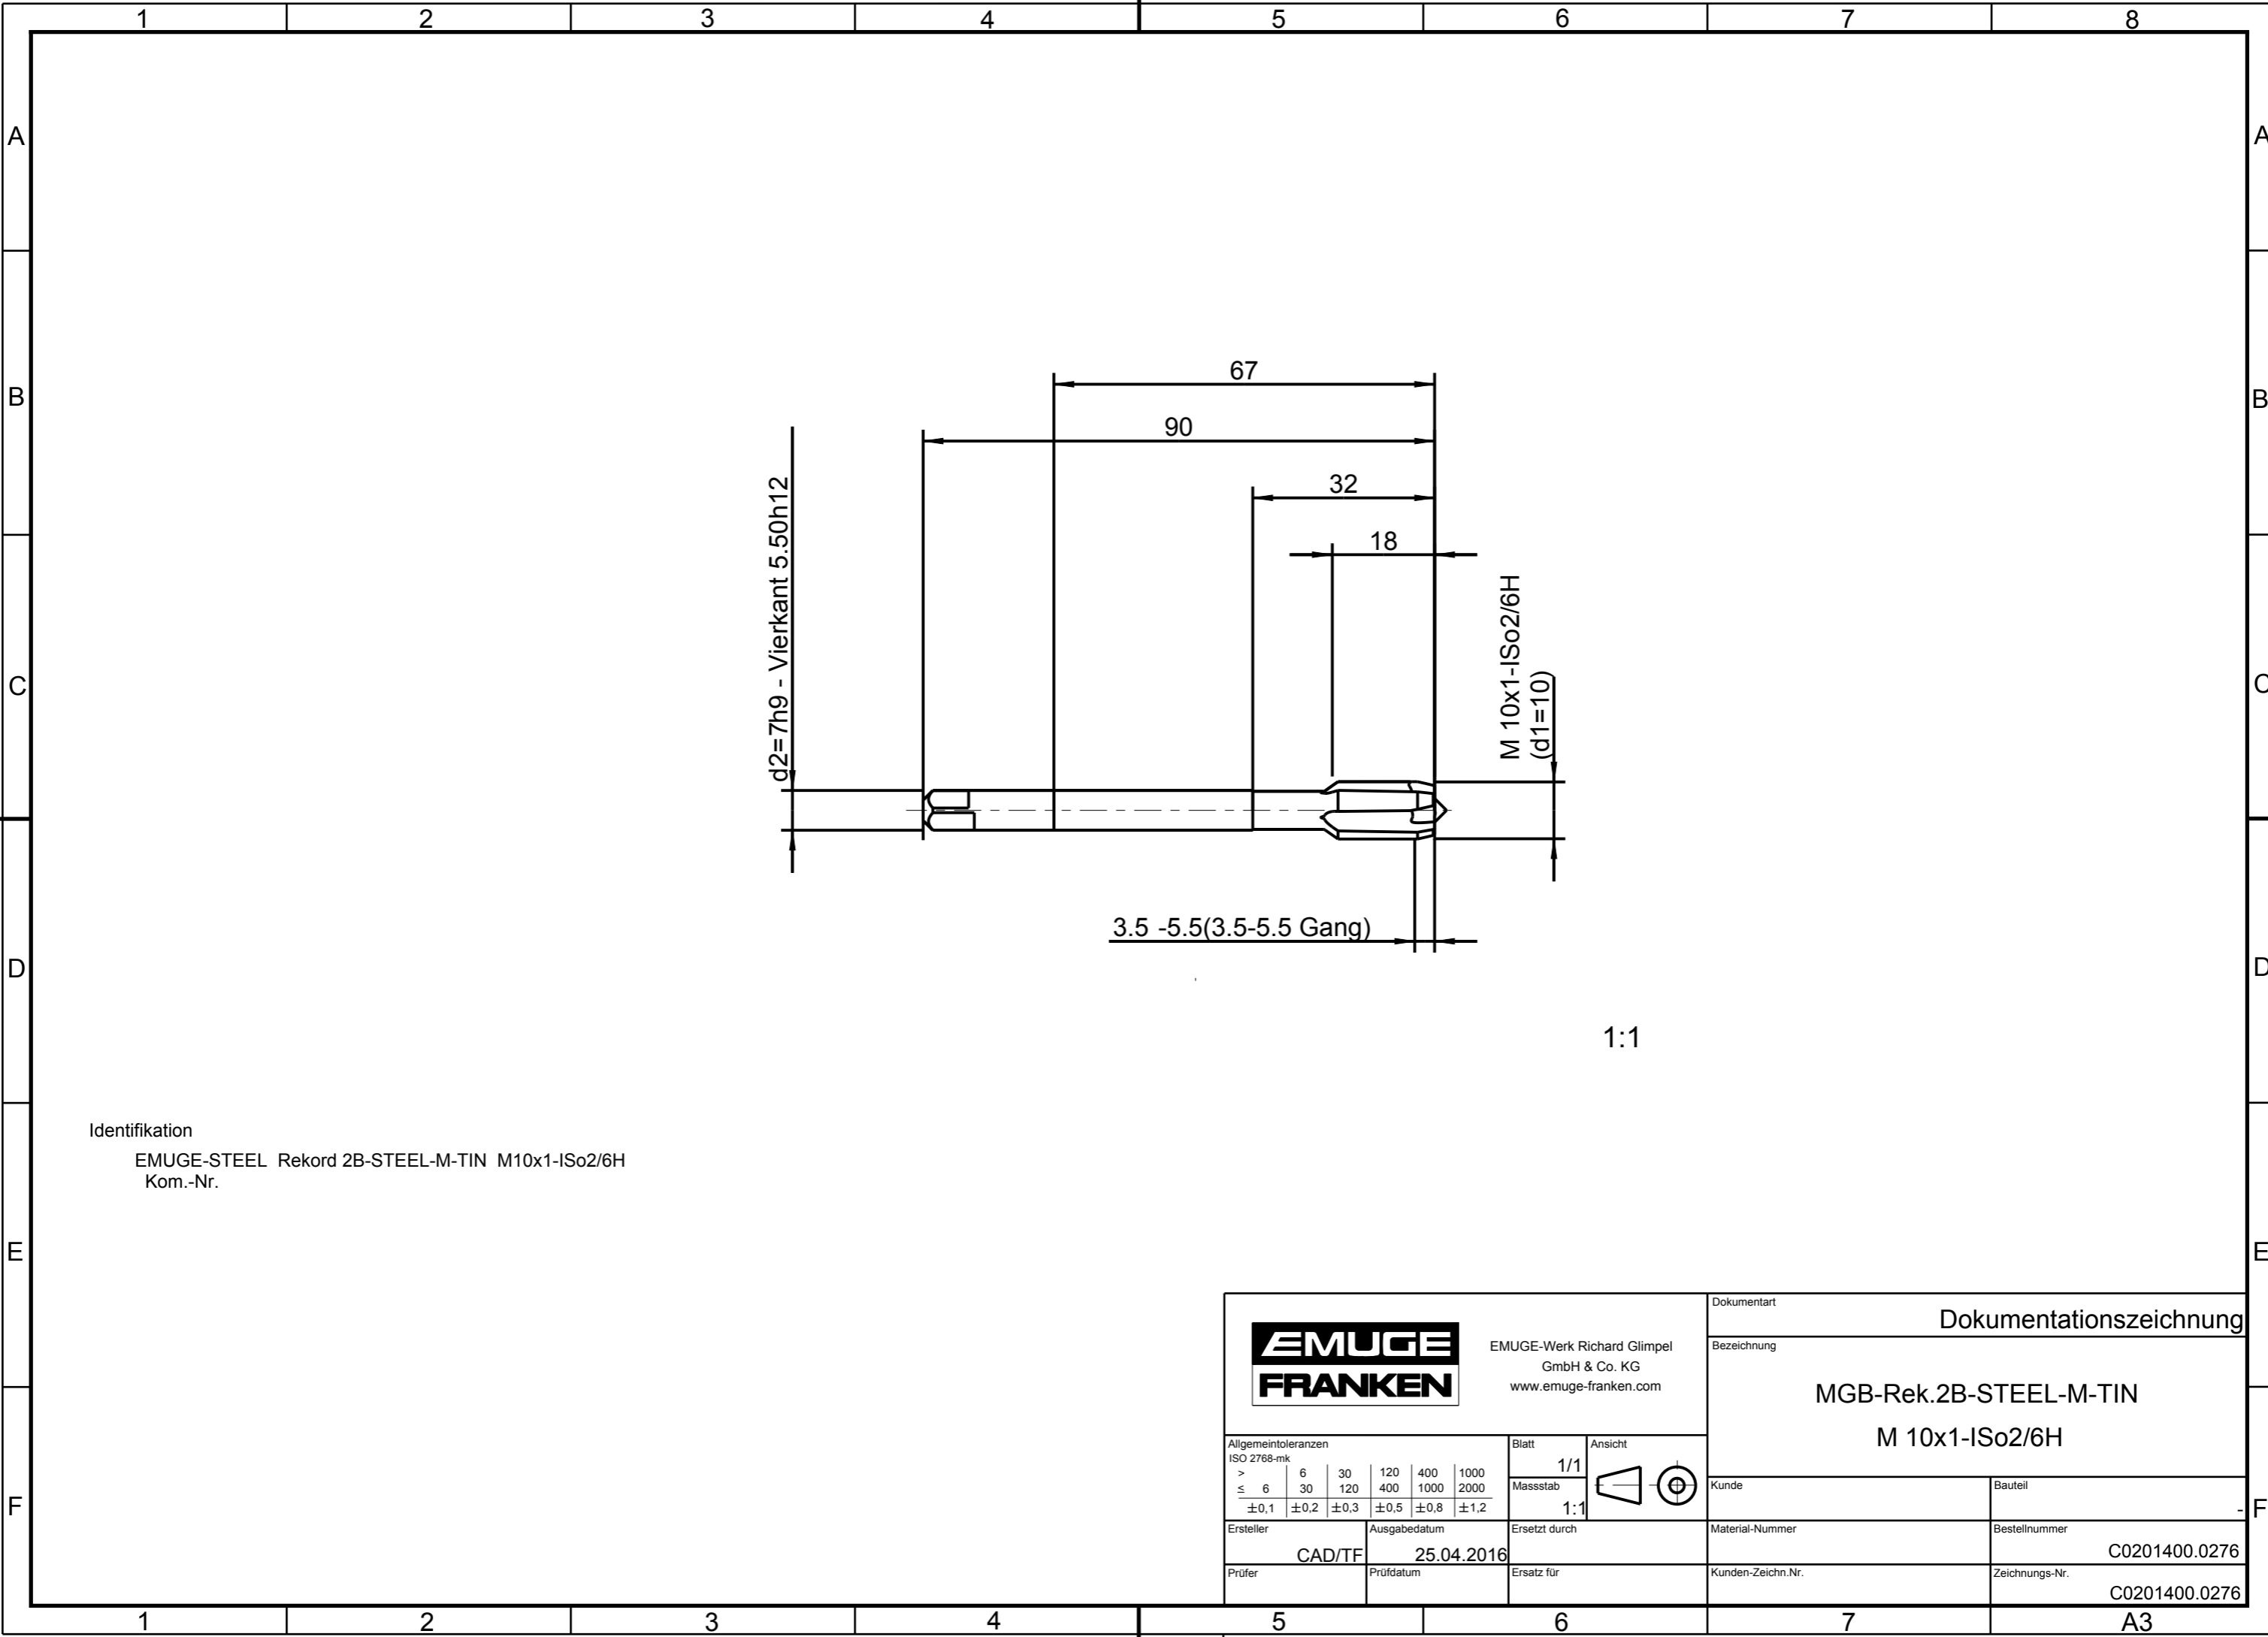 1 2 3 4 5 6 7 8
A A
B B
C C
D D
E E
F F
67
90
32
18
d2=7h9 - Vierkant 5.50h12
M 10x1-ISo2/6H
(d1=10)
3.5 -5.5(3.5-5.5 Gang)
1:1
Identifikation
EMUGE-STEEL Rekord 2B-STEEL-M-TIN M10x1-ISo2/6H
Kom.-Nr.
EMUGE
FRANKEN
EMUGE-Werk Richard Glimpel
GmbH & Co. KG
www.emuge-franken.com
Dokumentart
Dokumentationszeichnung
Bezeichnung
MGB-Rek.2B-STEEL-M-TIN
M 10x1-ISo2/6H
Allgemeintoleranzen
ISO 2768-mk
> 6 30 120 400 1000
≤ 6 30 120 400 1000 2000
±0,1 ±0,2 ±0,3 ±0,5 ±0,8 ±1,2
Blatt
1/1
Ansicht
Massstab
1:1
Kunde
Bauteil
-
Ersteller
CAD/TF
Ausgabedatum
25.04.2016
Ersetzt durch
Material-Nummer
Bestellnummer
C0201400.0276
Prüfer
Prüfdatum
Ersatz für
Kunden-Zeichn.Nr.
Zeichnungs-Nr.
C0201400.0276
1 2 3 4 5 6 7 A3